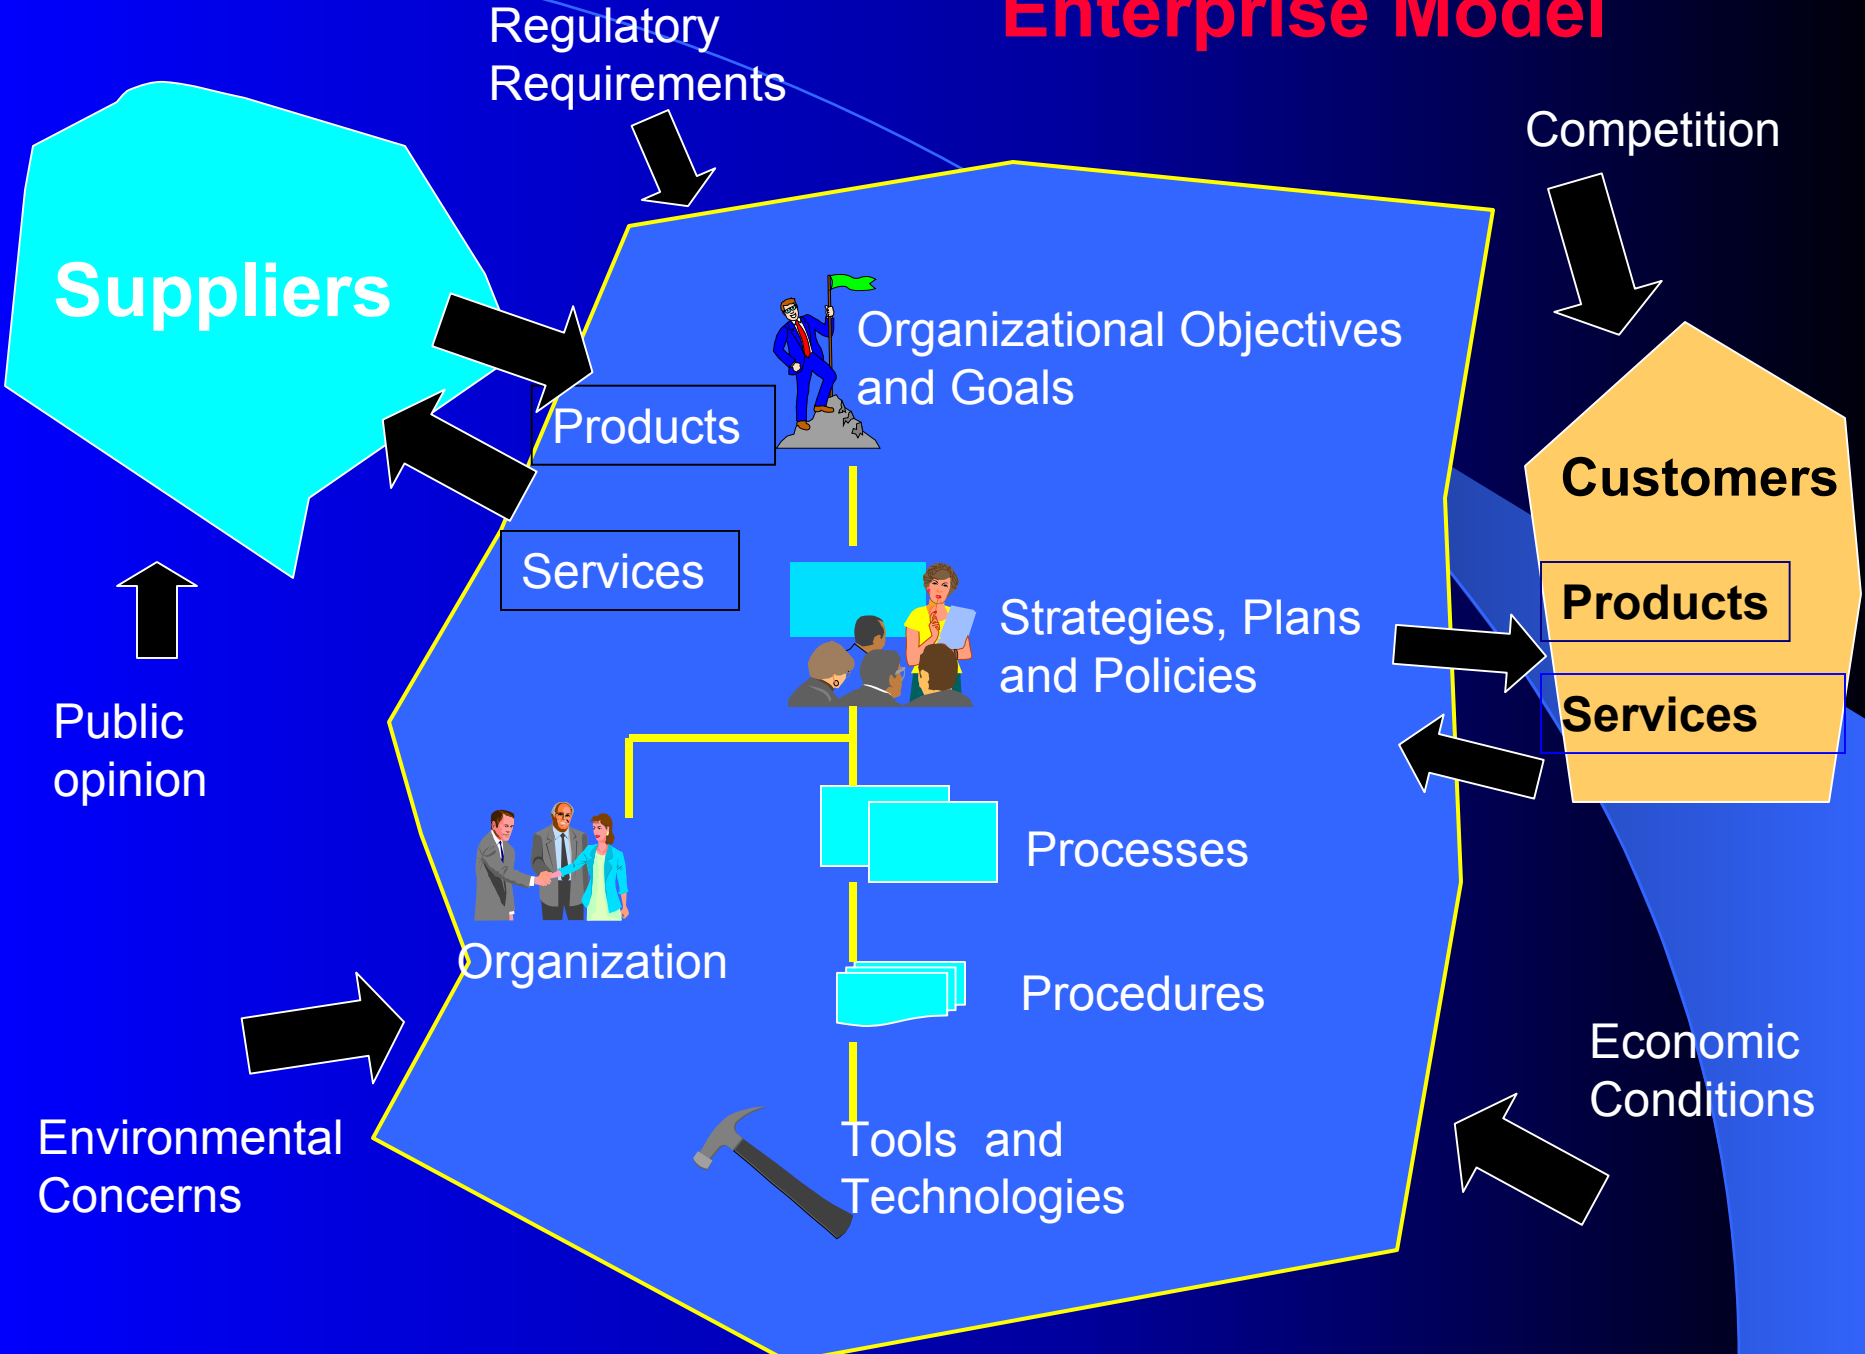 Enterprise Model
Regulatory
Requirements
Competition
Suppliers
Organizational Objectives
and Goals
Products
Customers
Services
Products
Strategies, Plans
and Policies
Services
Public
opinion
Processes
Organization
Procedures
Economic
Conditions
Environmental
Concerns
Tools  and
Technologies